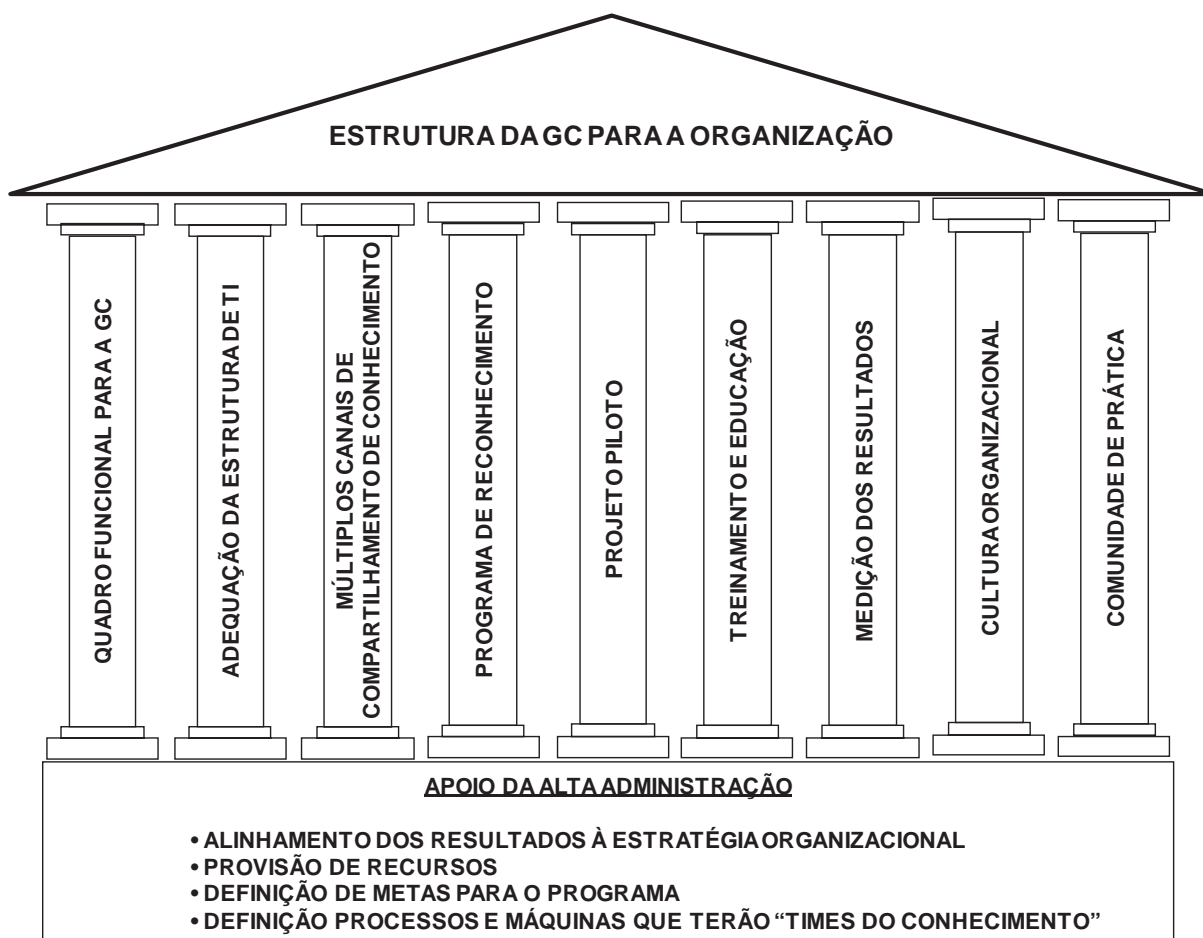 ESTRUTURA DA GC PARA A ORGANIZAÇÃO
QUADRO FUNCIONAL PARA A GC
ADEQUAÇÃO DA ESTRUTURA DE TI
MÚLTIPLOS CANAIS DE
COMPARTILHAMENTO DE CONHECIMENTO
PROGRAMA DE RECONHECIMENTO
PROJETO PILOTO
TREINAMENTO E EDUCAÇÃO
MEDIÇÃO DOS RESULTADOS
CULTURA ORGANIZACIONAL
COMUNIDADE DE PRÁTICA
APOIO DA ALTA ADMINISTRAÇÃO
• ALINHAMENTO DOS RESULTADOS À ESTRATÉGIA ORGANIZACIONAL
• PROVISÃO DE RECURSOS
• DEFINIÇÃO DE METAS PARA O PROGRAMA
• DEFINIÇÃO PROCESSOS E MÁQUINAS QUE TERÃO “TIMES DO CONHECIMENTO”